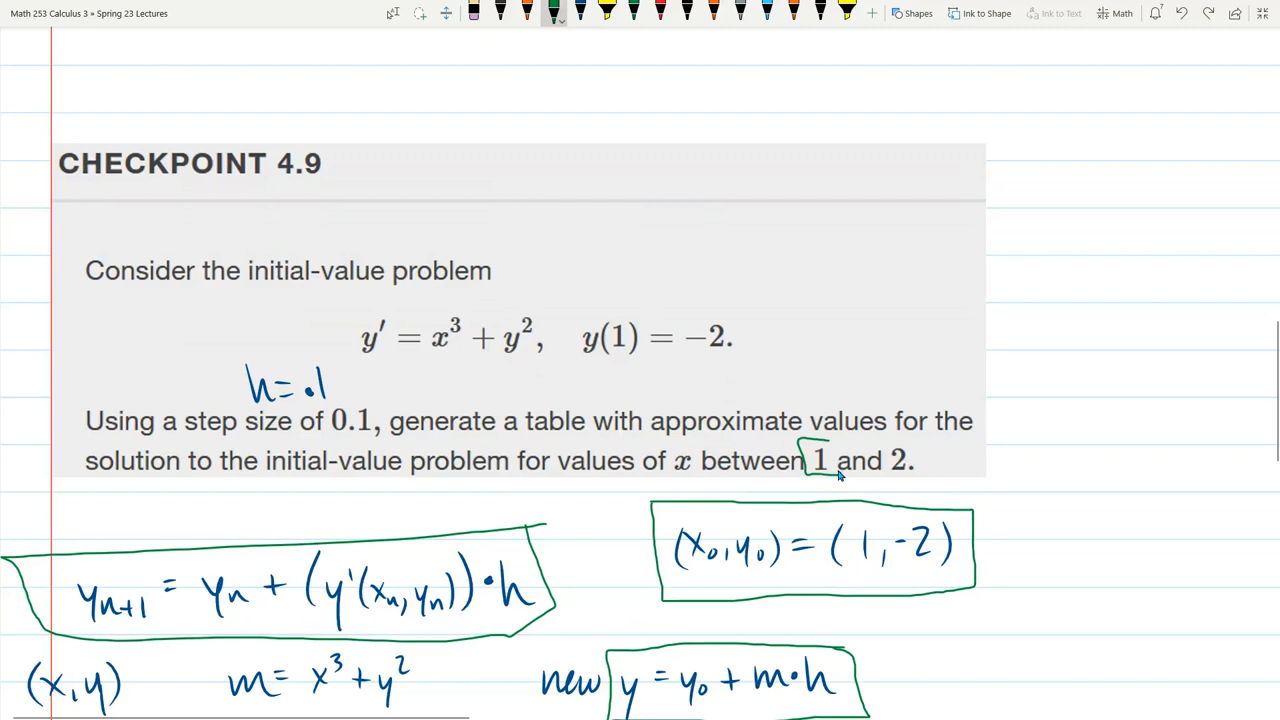 Math 253 Calculus 3 » Spring 23 Lectures
Shapes Ink to Shape Ink to Text Math
CHECKPOINT 4.9
Consider the initial-value problem
y′ = x³ + y², y(1) = −2.
h = .1
Using a step size of 0.1, generate a table with approximate values for the
solution to the initial-value problem for values of x between 1 and 2.
(x₀, y₀) = (1, -2)
yₙ₊₁ = yₙ + (y'(xₙ, yₙ)) • h
(x, y) m = x³ + y² new y = y₀ + m • h